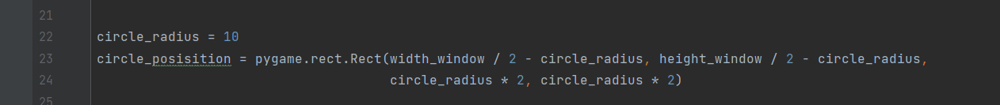 21
22 circle_radius = 10
23 circle_posisition = pygame.rect.Rect(width_window / 2 - circle_radius, height_window / 2 - circle_radius,
24 circle_radius * 2, circle_radius * 2)
25